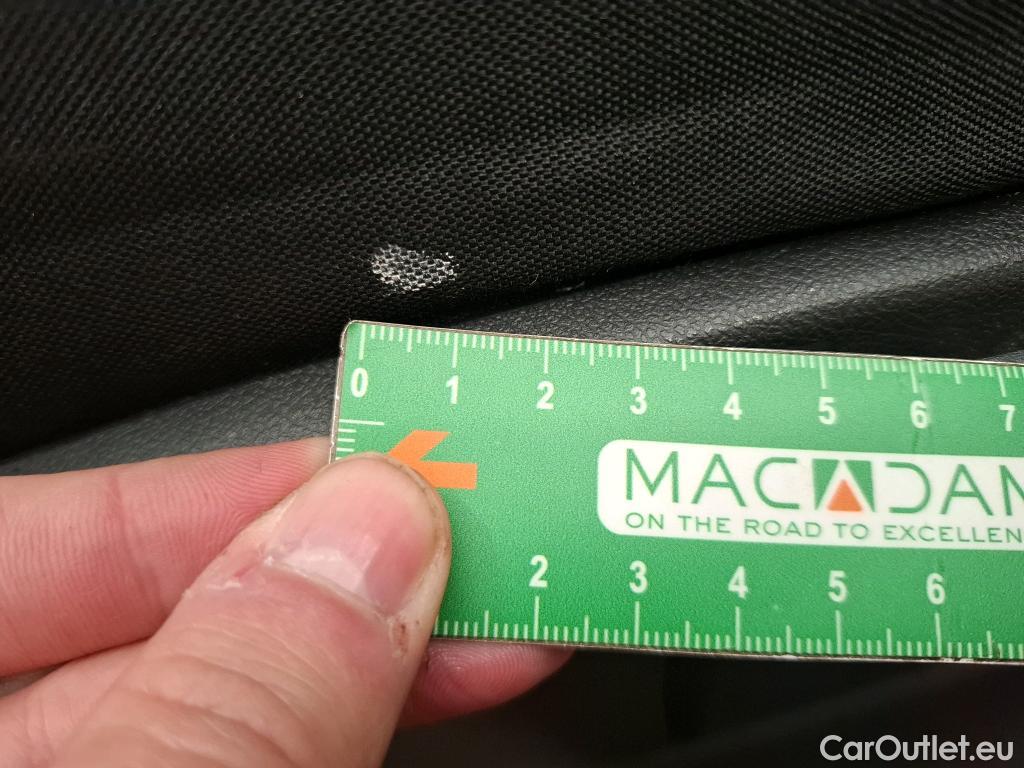 0 1 2 3 4 5 6 7
MACADAM
ON THE ROAD TO EXCELLEN
2 3 4 5 6
CarOutlet.eu